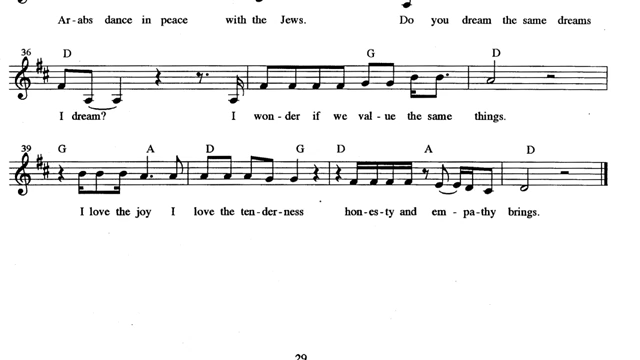 Ar-abs dance in peace with the Jews. Do you dream the same dreams
36 D G D
I dream? I won-der if we val-ue the same things.
39 G A D G D A D
I love the joy I love the ten-der-ness hon-es-ty and em-pa-thy brings.
29